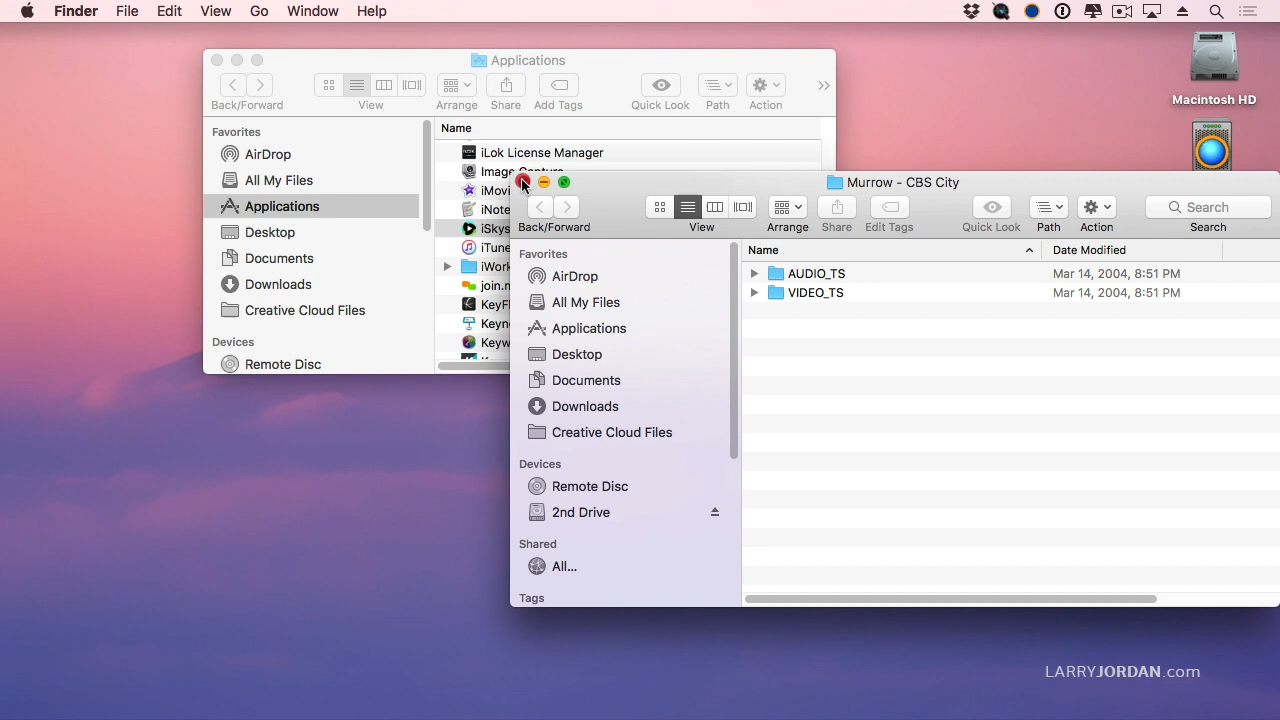 Finder File Edit View Go Window Help
Macintosh HD
Applications
Back/Forward View Arrange Share Add Tags Quick Look Path Action
Favorites
AirDrop
All My Files
Applications
Desktop
Documents
Downloads
Creative Cloud Files
Devices
Remote Disc
Name
iLok License Manager
Image Capture
iMovi
iNote
iSkys
iTune
iWork
join.n
KeyFl
Keyno
Keyw
Murrow - CBS City
Search
Back/Forward View Arrange Share Edit Tags Quick Look Path Action Search
Favorites
AirDrop
All My Files
Applications
Desktop
Documents
Downloads
Creative Cloud Files
Devices
Remote Disc
2nd Drive
Shared
All...
Tags
Name Date Modified
AUDIO_TS Mar 14, 2004, 8:51 PM
VIDEO_TS Mar 14, 2004, 8:51 PM
LARRYJORDAN.com